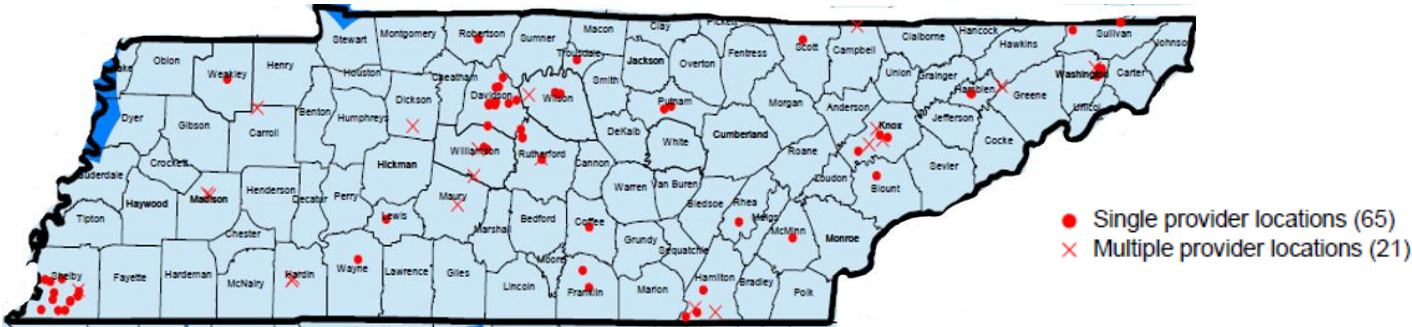 Pickett
Clay
Macon
Stewart
Montgomery
Robertson
Sumner
Trousdale
Jackson
Overton
Fentress
Scott
Campbell
Claiborne
Hancock
Hawkins
Sullivan
Johnson
Obion
Weakley
Henry
Houston
Cheatham
Smith
Union
Grainger
Washington
Carter
Dickson
Davidson
Wilson
Putnam
Morgan
Anderson
Hamblen
Greene
Unicoi
Dyer
Gibson
Carroll
Benton
Humphreys
DeKalb
White
Cumberland
Knox
Jefferson
Cocke
Crockett
Hickman
Williamson
Rutherford
Cannon
Roane
Sevier
Lauderdale
Madison
Henderson
Decatur
Perry
Maury
Warren
Van Buren
Bledsoe
Rhea
Loudon
Blount
Haywood
Tipton
Chester
Lewis
Marshall
Bedford
Coffee
Grundy
Sequatchie
Meigs
McMinn
Monroe
Shelby
Fayette
Hardeman
McNairy
Hardin
Wayne
Lawrence
Giles
Lincoln
Moore
Franklin
Marion
Hamilton
Bradley
Polk
Single provider locations (65)
Multiple provider locations (21)